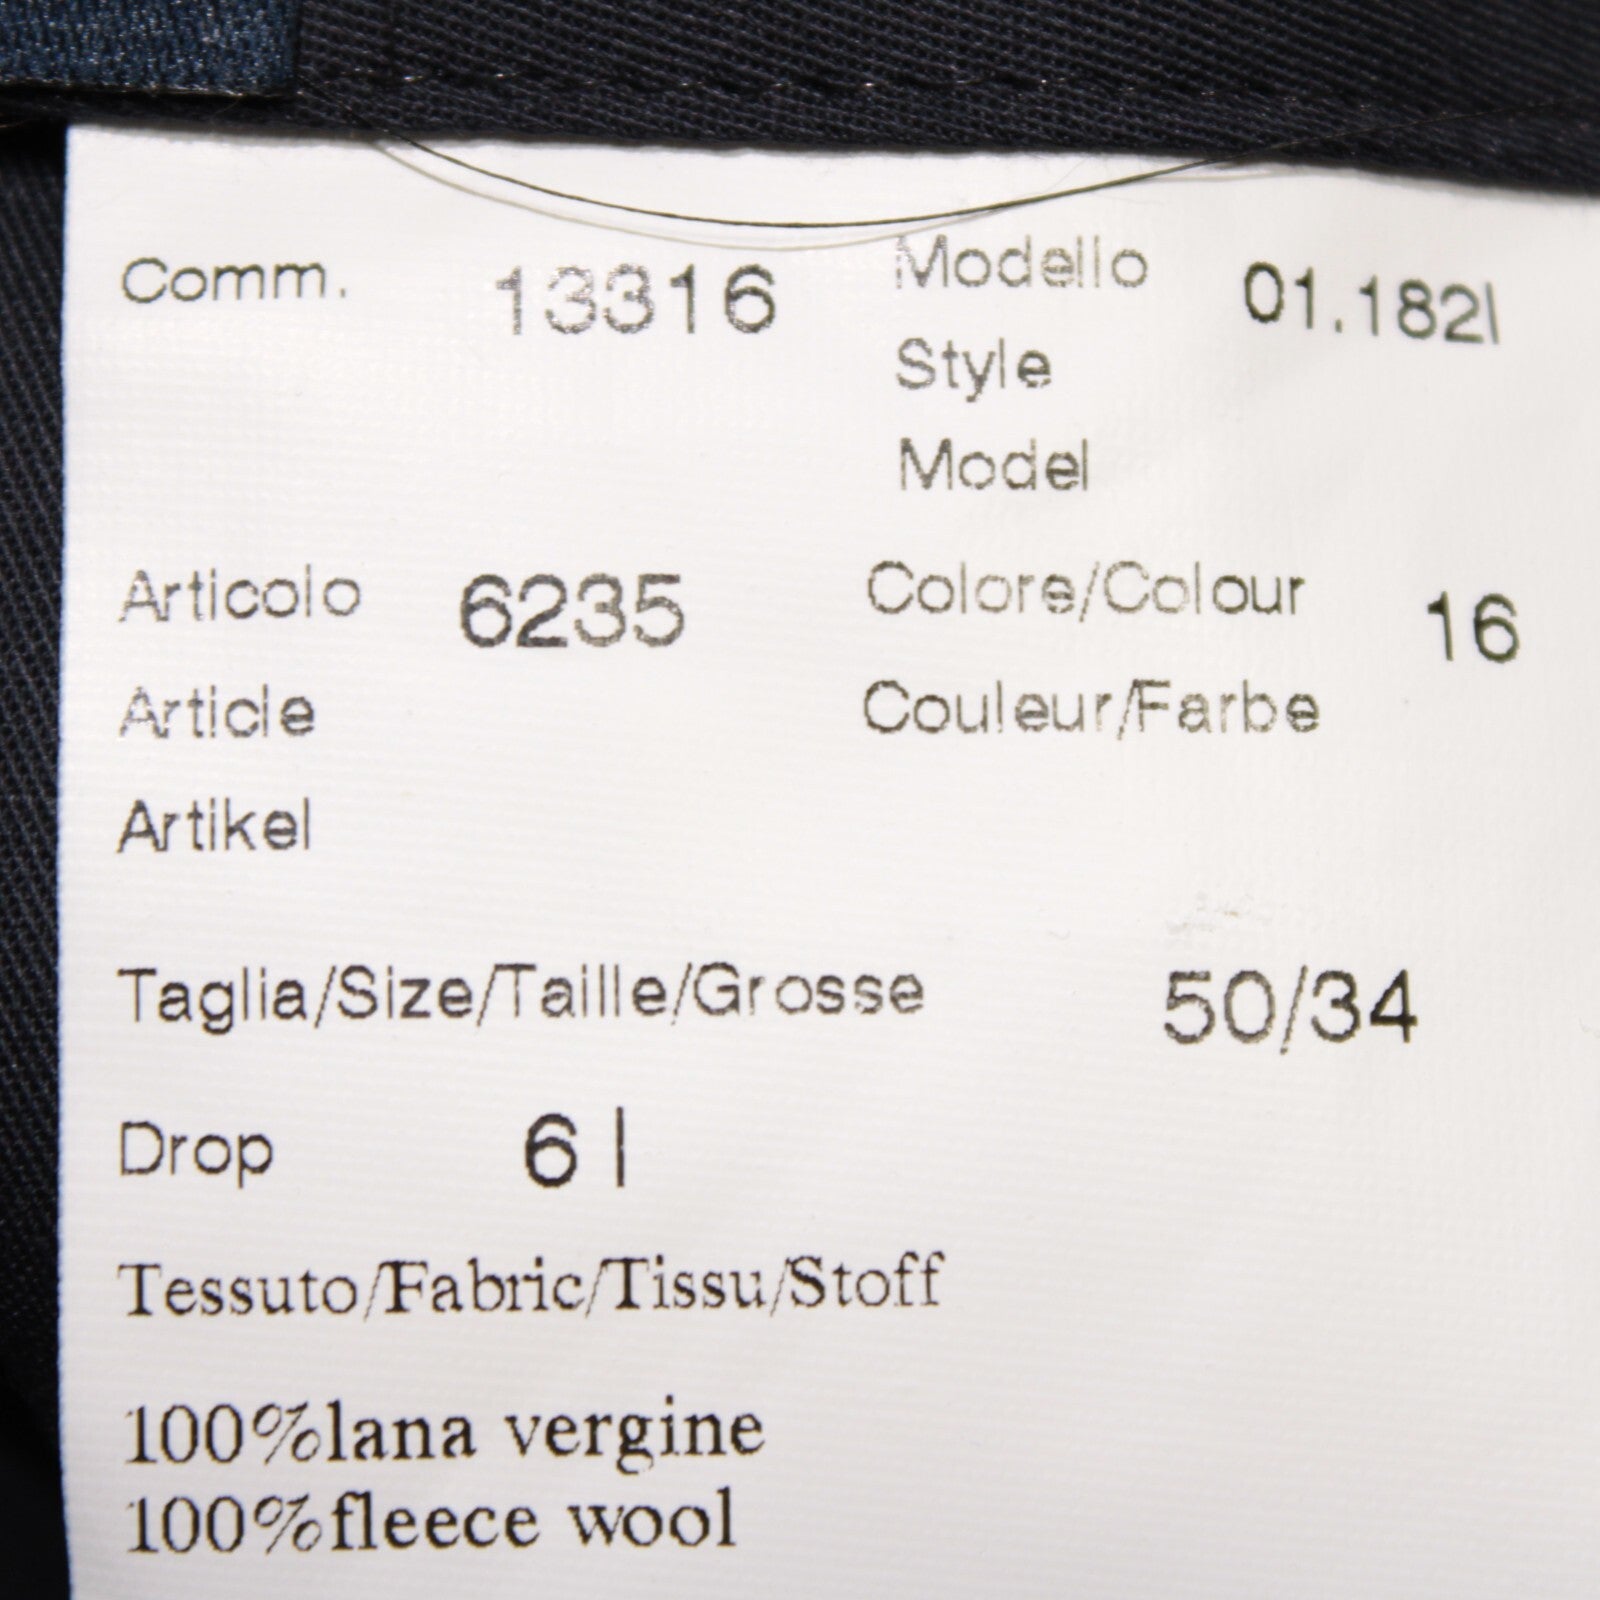 Comm. 13316 Modello 01.182l
Style
Model
Articolo 6235 Colore/Colour 16
Article Couleur/Farbe
Artikel
Taglia/Size/Taille/Grosse 50/34
Drop 6 l
Tessuto/Fabric/Tissu/Stoff
100%lana vergine
100%fleece wool